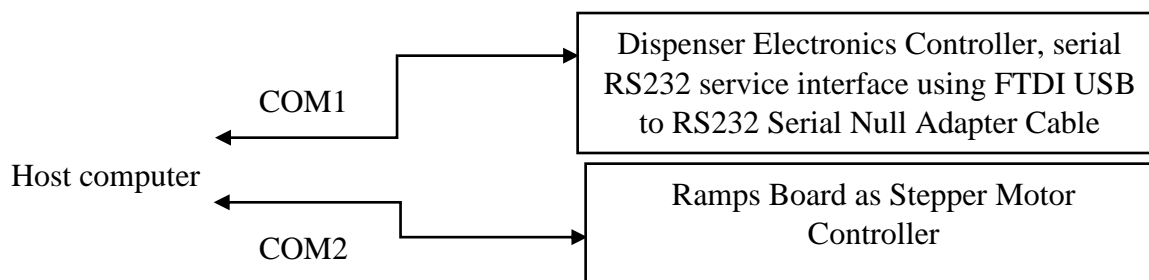 Dispenser Electronics Controller, serial
RS232 service interface using FTDI USB
to RS232 Serial Null Adapter Cable
COM1
Host computer
Ramps Board as Stepper Motor
Controller
COM2